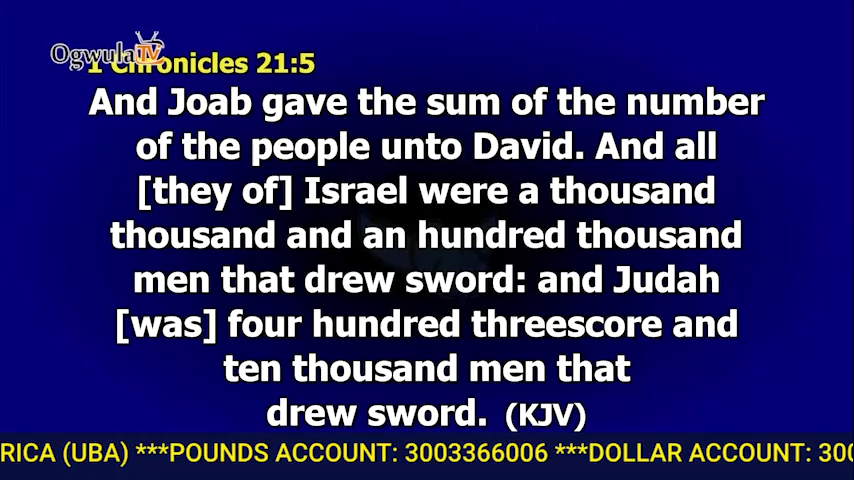 OgwulaTV
1 Chronicles 21:5
And Joab gave the sum of the number
of the people unto David. And all
[they of] Israel were a thousand
thousand and an hundred thousand
men that drew sword: and Judah
[was] four hundred threescore and
ten thousand men that
drew sword. (KJV)
RICA (UBA) ***POUNDS ACCOUNT: 3003366006 ***DOLLAR ACCOUNT: 300